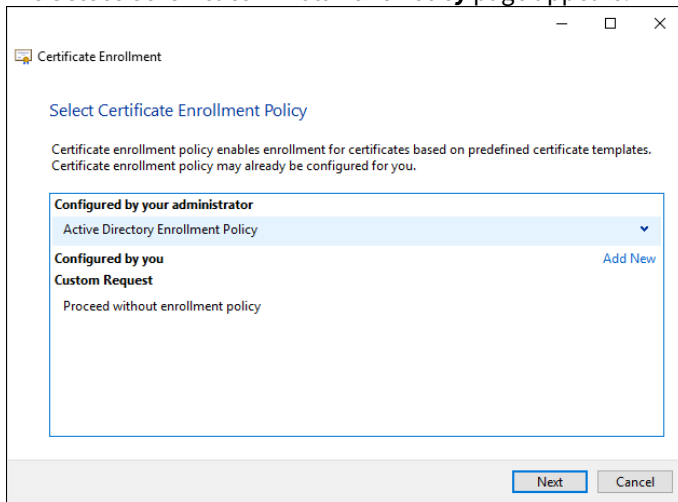 page appears.
Certificate Enrollment
Select Certificate Enrollment Policy
Certificate enrollment policy enables enrollment for certificates based on predefined certificate templates.
Certificate enrollment policy may already be configured for you.
Configured by your administrator
Active Directory Enrollment Policy
Configured by you Add New
Custom Request
Proceed without enrollment policy
Next Cancel